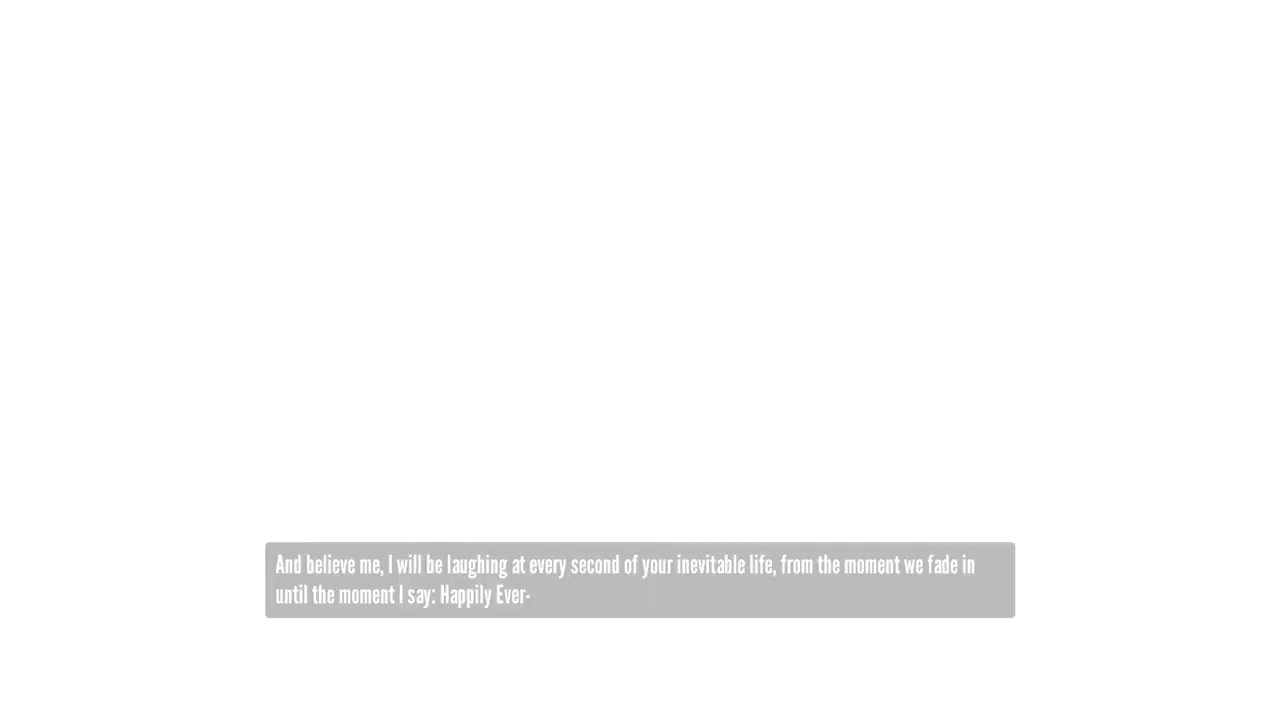 And believe me, I will be laughing at every second of your inevitable life, from the moment we fade in
until the moment I say: Happily Ever-